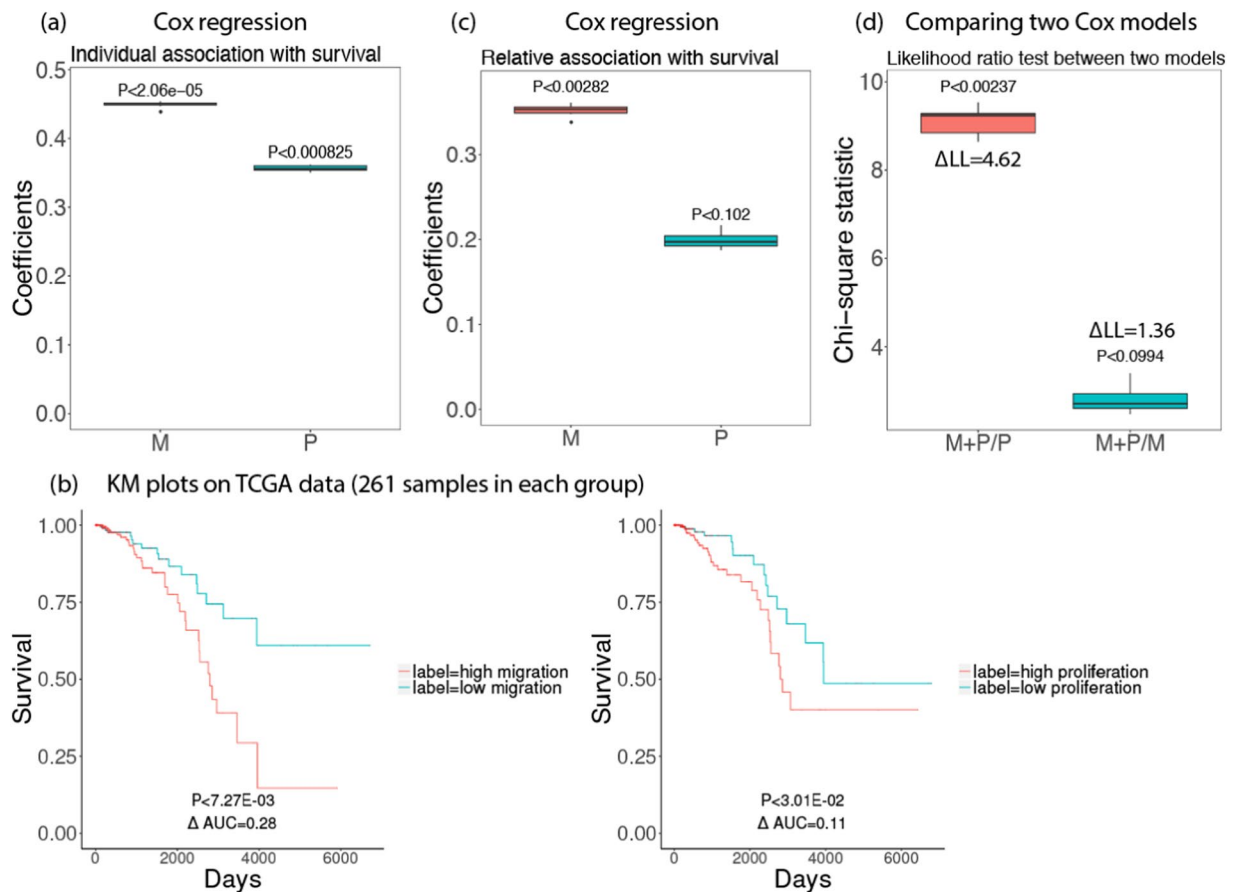 (a) Cox regression
Individual association with survival
0.5
0.4
0.3
0.2
0.1
0.0
Coefficients
P<2.06e−05
P<0.000825
M P
(c) Cox regression
Relative association with survival
0.3
0.2
0.1
0.0
Coefficients
P<0.00282
P<0.102
M P
(d) Comparing two Cox models
Likelihood ratio test between two models
10
8
6
4
Chi−square statistic
P<0.00237
ΔLL=4.62
ΔLL=1.36
P<0.0994
M+P/P M+P/M
(b) KM plots on TCGA data (261 samples in each group)
1.00
0.75
0.50
0.25
0.00
Survival
label=high migration
label=low migration
P<7.27E-03
Δ AUC=0.28
0 2000 4000 6000
Days
1.00
0.75
0.50
0.25
0.00
Survival
label=high proliferation
label=low proliferation
P<3.01E-02
Δ AUC=0.11
0 2000 4000 6000
Days